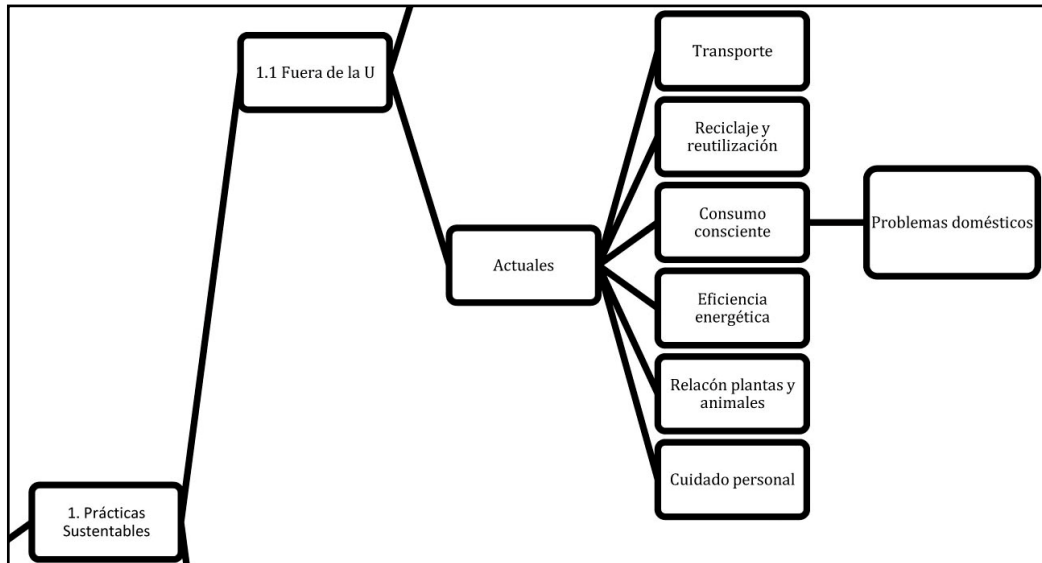 1. Prácticas
Sustentables
1.1 Fuera de la U
Actuales
Transporte
Reciclaje y
reutilización
Consumo
consciente
Problemas domésticos
Eficiencia
energética
Relacón plantas y
animales
Cuidado personal